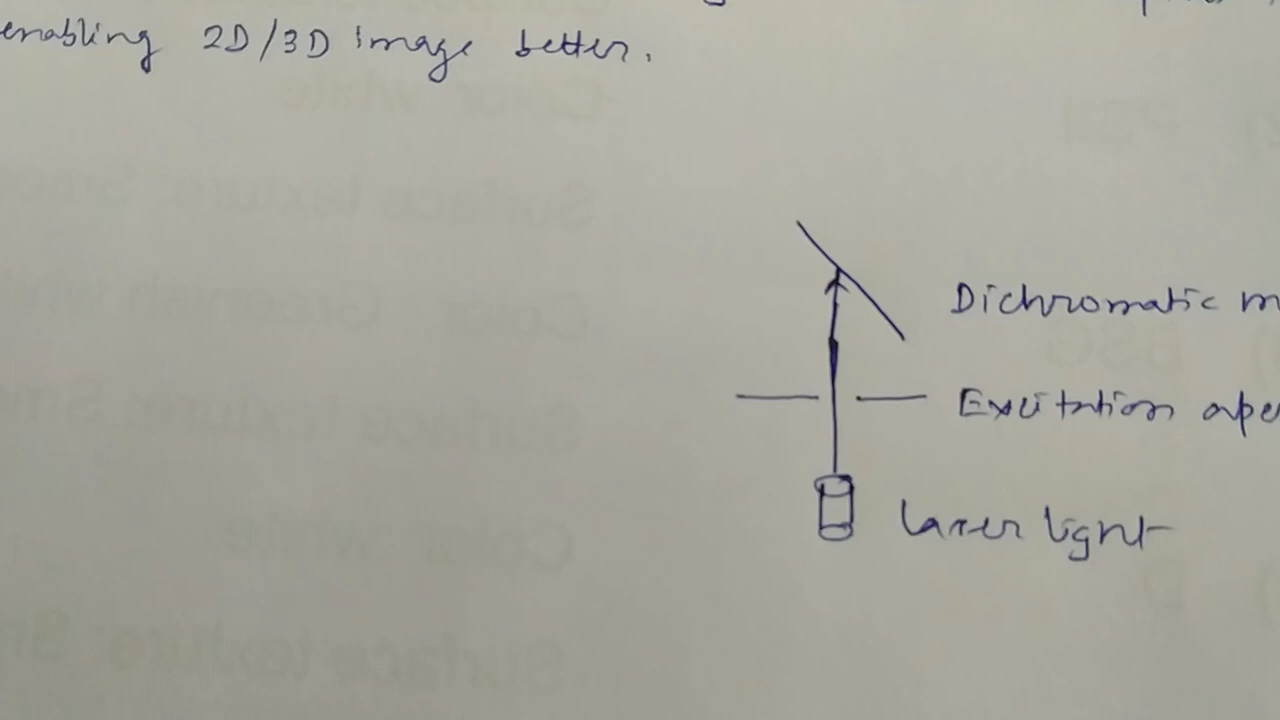 enabling 2D/3D image better.
Dichromatic m
Excitation ape
Laser light